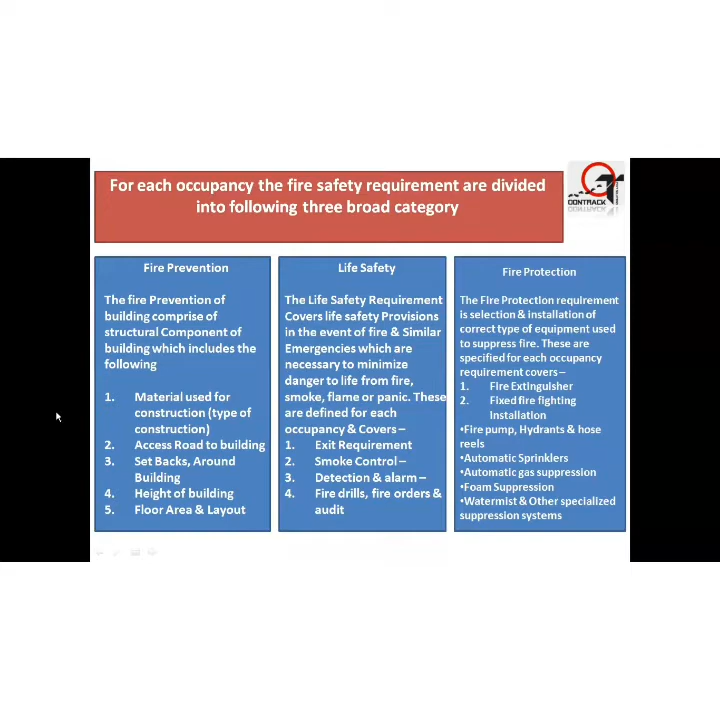 For each occupancy the fire safety requirement are divided
into following three broad category
CONTRACK
Fire Prevention
The fire Prevention of
building comprise of
structural Component of
building which includes the
following
1. Material used for
construction (type of
construction)
2. Access Road to building
3. Set Backs, Around
Building
4. Height of building
5. Floor Area & Layout
Life Safety
The Life Safety Requirement
Covers life safety Provisions
in the event of fire & Similar
Emergencies which are
necessary to minimize
danger to life from fire,
smoke, flame or panic. These
are defined for each
occupancy & Covers –
1. Exit Requirement
2. Smoke Control –
3. Detection & alarm –
4. Fire drills, fire orders &
audit
Fire Protection
The Fire Protection requirement
is selection & installation of
correct type of equipment used
to suppress fire. These are
specified for each occupancy
requirement covers –
1. Fire Extinguisher
2. Fixed fire fighting
Installation
•Fire pump, Hydrants & hose
reels
•Automatic Sprinklers
•Automatic gas suppression
•Foam Suppression
•Watermist & Other specialized
suppression systems